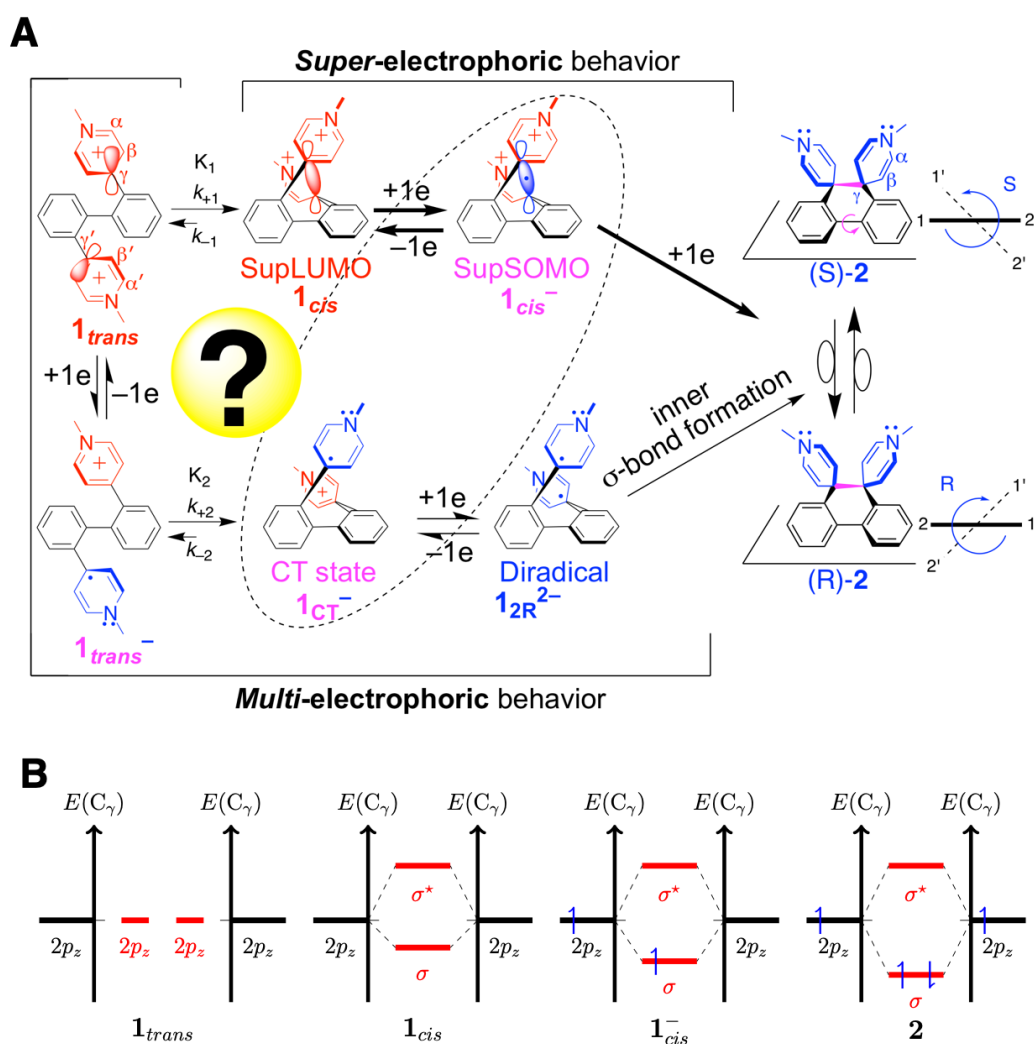 A
Super-electrophoric behavior
N
α
+
β
γ
γ′
β′
+
α′
N
1trans
K1
k+1
k−1
N
+
N
+
SupLUMO
1cis
+1e
−1e
N
+
N
+
SupSOMO
1cis−
+1e
N
N
α
β
γ
(S)-2
1'
S
1
2
2'
?
+1e
−1e
inner
σ-bond formation
N
+
N
1trans−
K2
k+2
k−2
N
N
+
CT state
1CT−
+1e
−1e
N
N
Diradical
12R2−
N
N
(R)-2
R
1'
2
1
2'
Multi-electrophoric behavior
B
E(Cγ) E(Cγ) E(Cγ) E(Cγ) E(Cγ) E(Cγ) E(Cγ) E(Cγ)
σ⋆ σ⋆ σ⋆
2pz 2pz 2pz 2pz 2pz 2pz 2pz 2pz 2pz 2pz
σ σ σ
1trans 1cis 1cis− 2